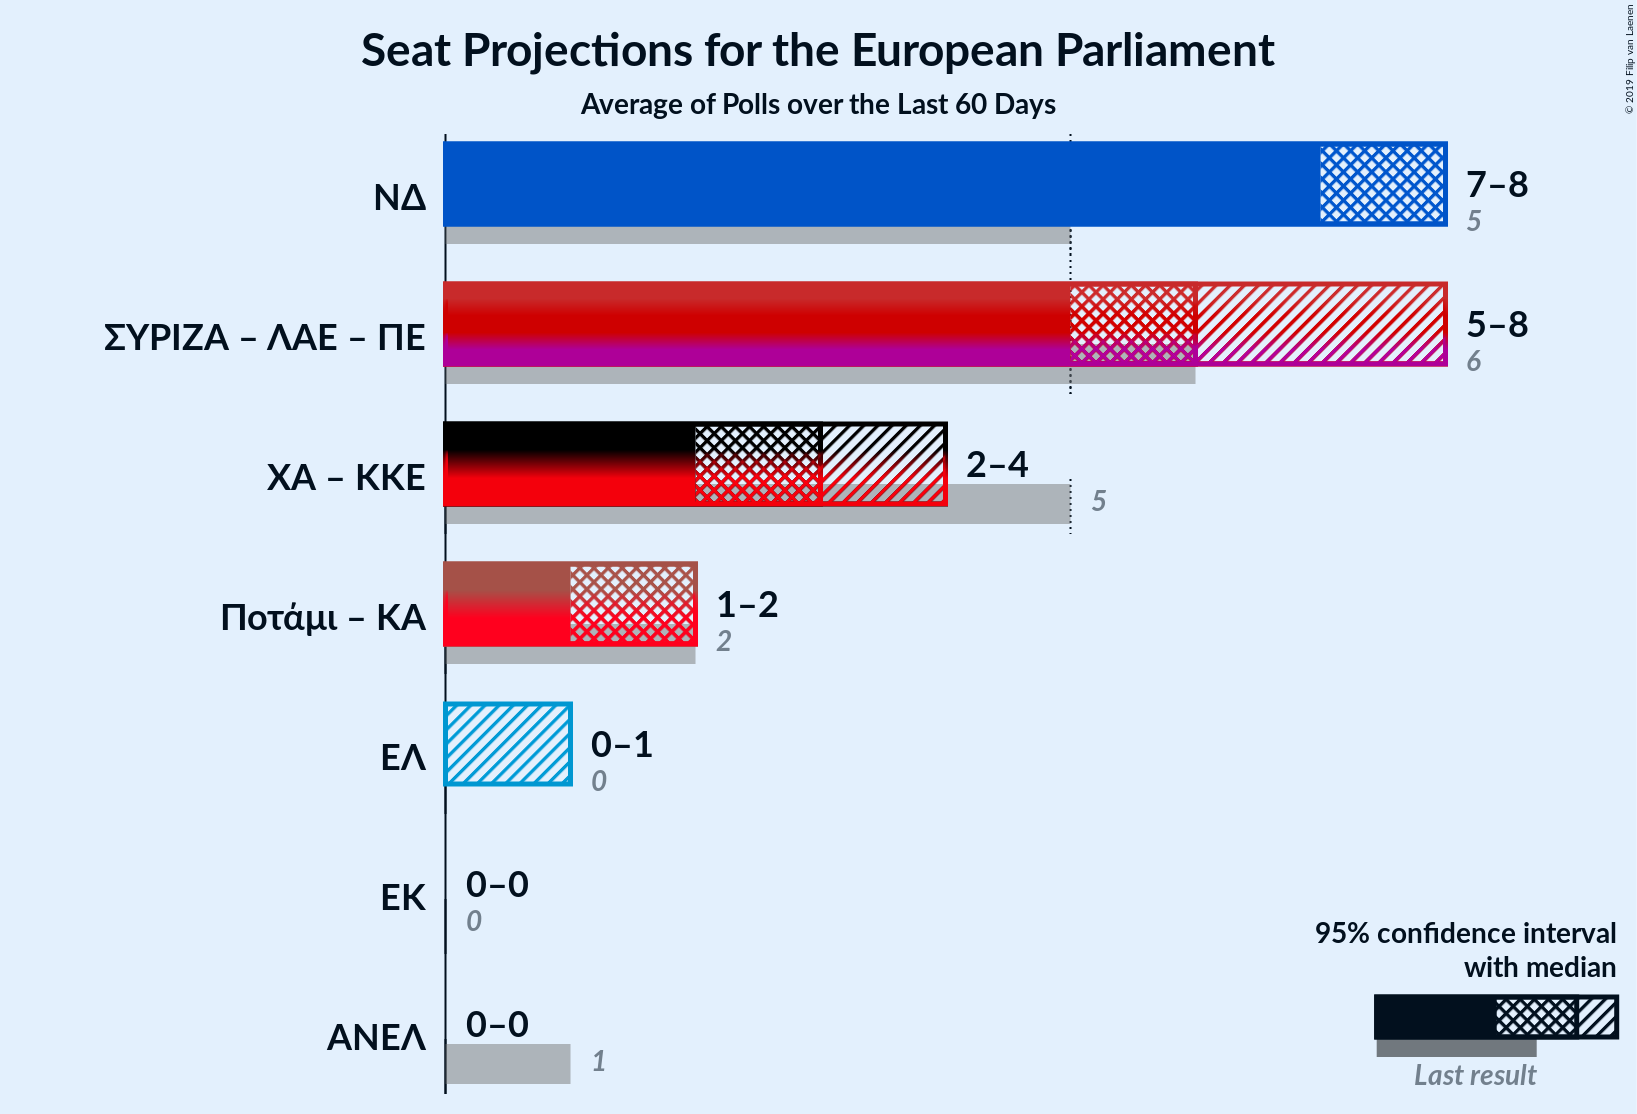 Seat Projections for the European Parliament
Average of Polls over the Last 60 Days
© 2019 Filip van Laenen
ΝΔ
7–8
5
ΣΥΡΙΖΑ – ΛΑΕ – ΠΕ
5–8
6
ΧΑ – ΚΚΕ
2–4
5
Ποτάμι – ΚΑ
1–2
2
ΕΛ
0–1
0
ΕΚ
0–0
0
ΑΝΕΛ
0–0
1
95% confidence interval
with median
Last result